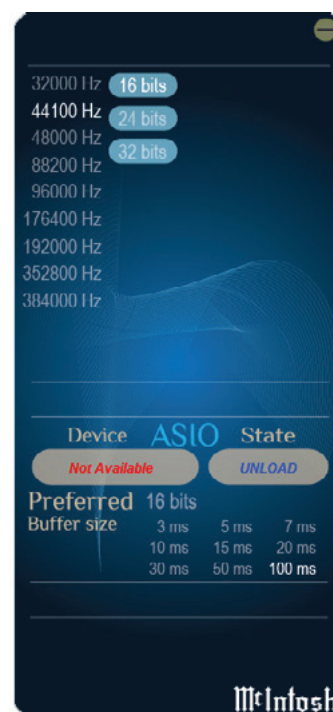 32000 Hz 16 bits
44100 Hz 24 bits
48000 Hz 32 bits
88200 Hz
96000 Hz
176400 Hz
192000 Hz
352800 Hz
384000 Hz
Device ASIO State
Not Available UNLOAD
Preferred 16 bits
Buffer size
3 ms 5 ms 7 ms
10 ms 15 ms 20 ms
30 ms 50 ms 100 ms
McIntosh